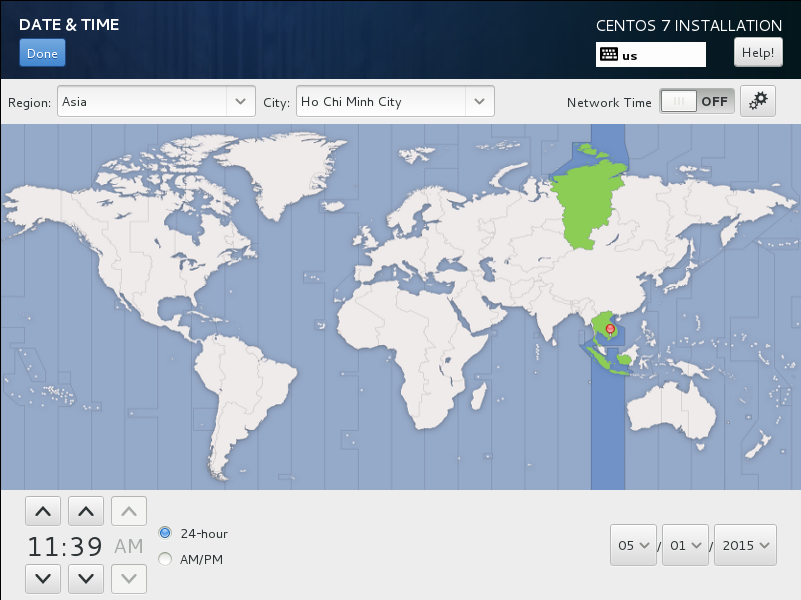 DATE & TIME
CENTOS 7 INSTALLATION
Done
us
Help!
Region: Asia City: Ho Chi Minh City Network Time OFF
11:39 AM
24-hour
AM/PM
05 / 01 / 2015